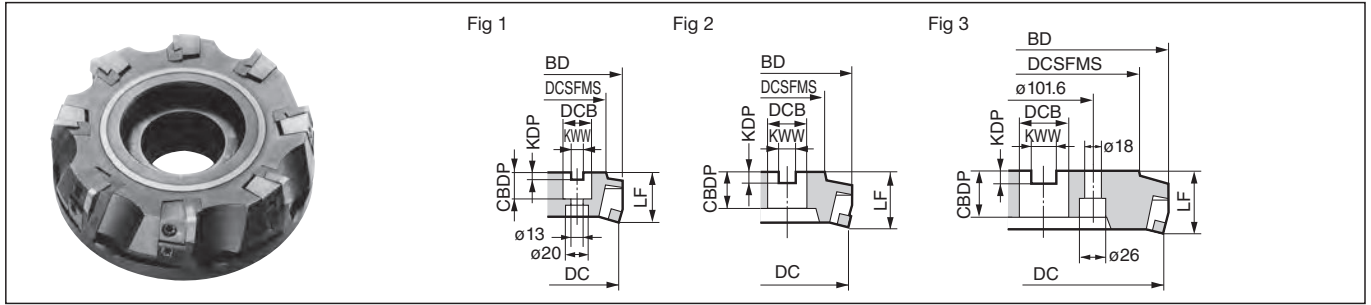 Fig 1
BD
DCSFMS
DCB
KWW
KDP
CBDP
LF
ø13
ø20
DC
Fig 2
BD
DCSFMS
DCB
KWW
KDP
CBDP
LF
DC
Fig 3
BD
DCSFMS
ø101.6
DCB
KWW
KDP
ø18
CBDP
LF
ø26
DC